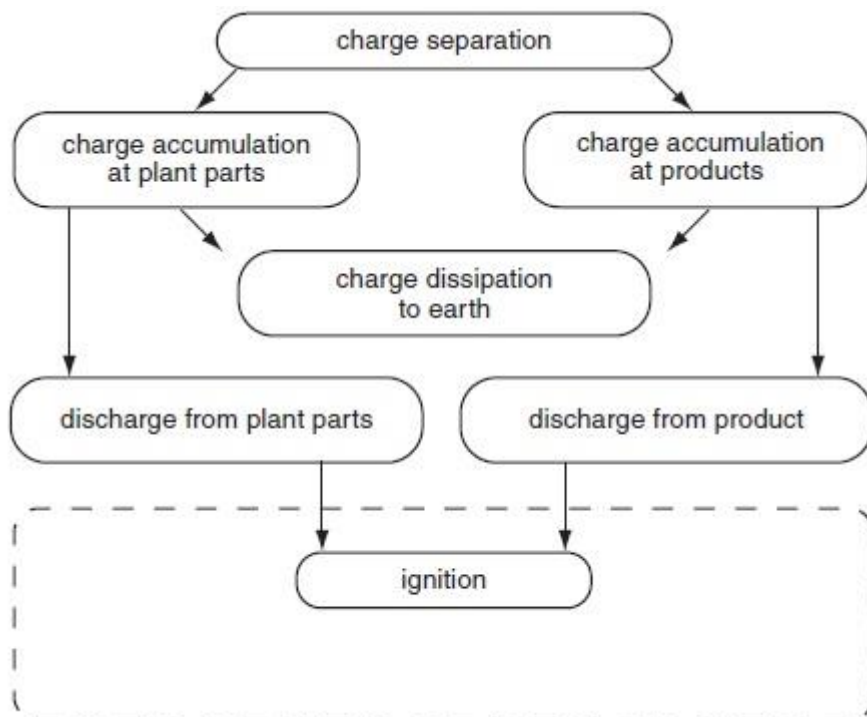 charge separation
charge accumulation
at plant parts
charge accumulation
at products
charge dissipation
to earth
discharge from plant parts
discharge from product
ignition